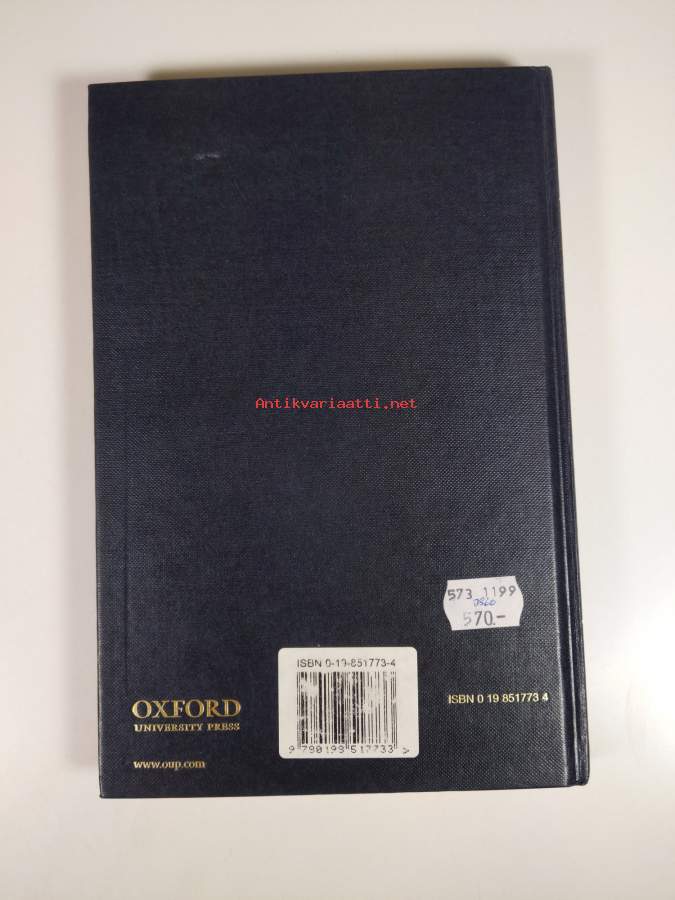 Antikvariaatti.net
573 1199
0960
570.-
ISBN 0-19-851773-4
ISBN 0 19 851773 4
OXFORD
UNIVERSITY PRESS
9 780198 517733 >
www.oup.com